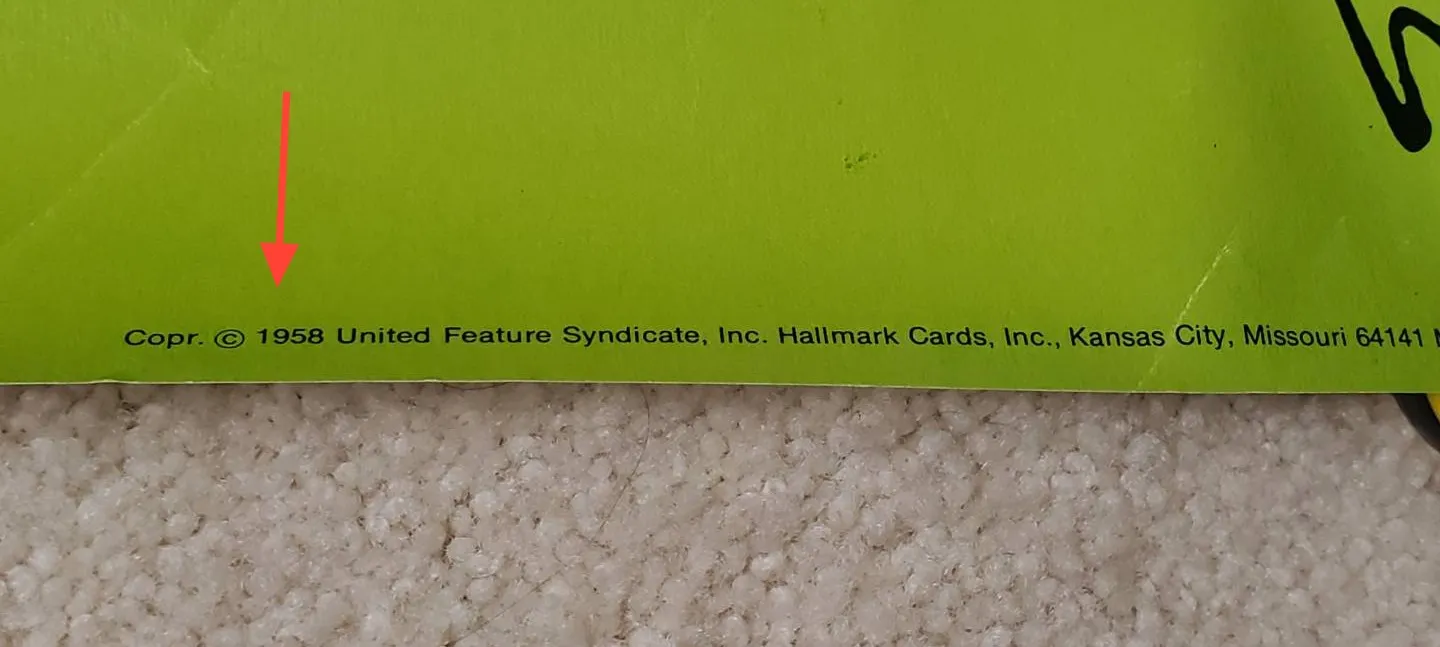 Copr. © 1958 United Feature Syndicate, Inc. Hallmark Cards, Inc., Kansas City, Missouri 64141